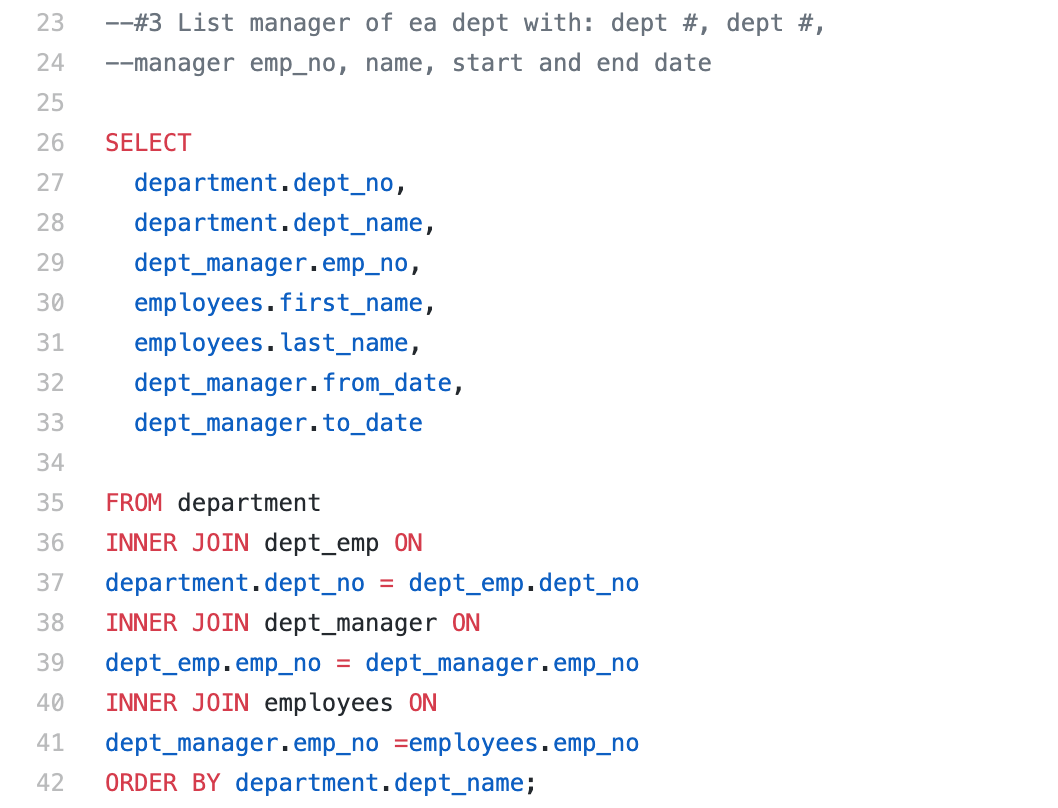 23 --#3 List manager of ea dept with: dept #, dept #,
24 --manager emp_no, name, start and end date
25
26 SELECT
27   department.dept_no,
28   department.dept_name,
29   dept_manager.emp_no,
30   employees.first_name,
31   employees.last_name,
32   dept_manager.from_date,
33   dept_manager.to_date
34
35 FROM department
36 INNER JOIN dept_emp ON
37 department.dept_no = dept_emp.dept_no
38 INNER JOIN dept_manager ON
39 dept_emp.emp_no = dept_manager.emp_no
40 INNER JOIN employees ON
41 dept_manager.emp_no =employees.emp_no
42 ORDER BY department.dept_name;